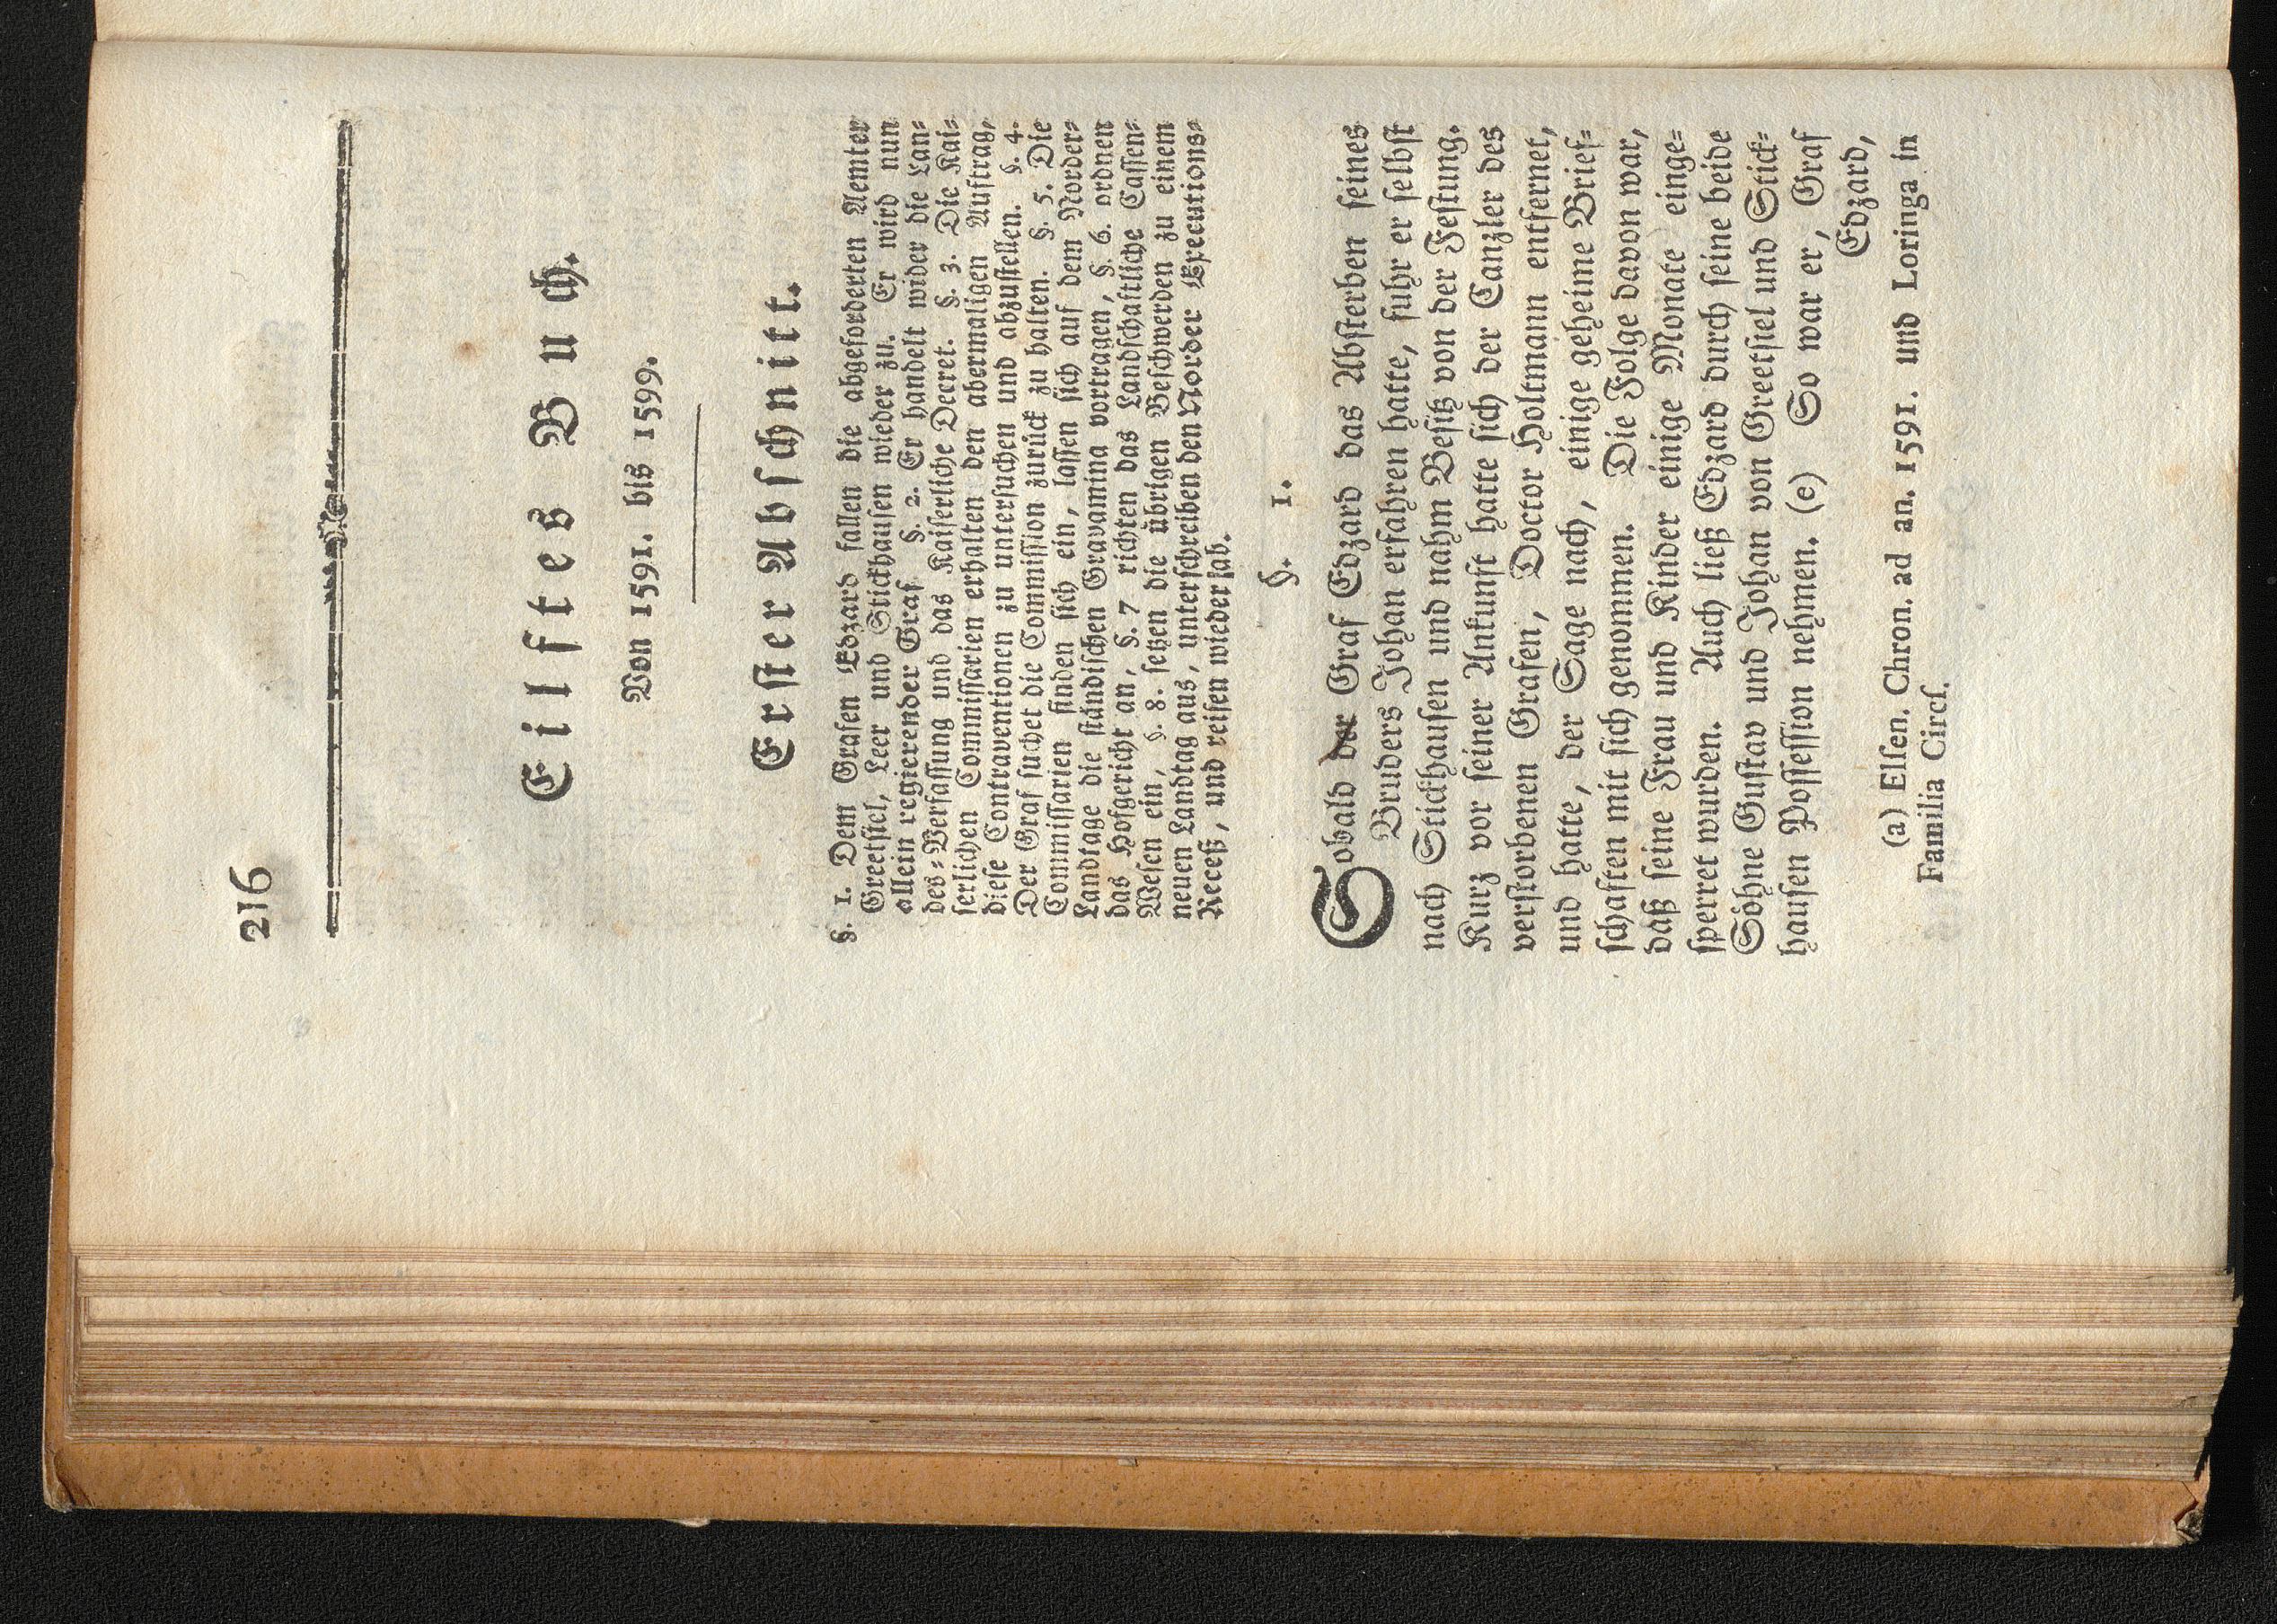 216
Eilftes Buch.
Von 1591. bis 1599.
Erster Abschnitt.
§. 1. Dem Grafen Edzard fallen die abgeforderten Aemter
Greetsiel, Leer und Stickhausen wieder zu. Er wird nun
allein regierender Graf. §. 2. Er handelt wider die Lan-
des-Verfassung und das Kaiserliche Decret. §. 3. Die Kai-
serlichen Commissarien erhalten den abermaligen Auftrag,
diese Contraventionen zu untersuchen und abzustellen. §. 4.
Der Graf suchet die Commission zurück zu halten. §. 5. Die
Commissarien finden sich ein, lassen sich auf dem Norder-
Landtage die ständischen Gravamina vortragen, §. 6. ordnen
das Hofgericht an, §. 7 richten das Landschaftliche Cassen-
Wesen ein, §. 8. setzen die übrigen Beschwerden zu einem
neuen Landtag aus, unterschreiben den Norder Executions-
Receß, und reisen wieder sab.
§. 1.
Sobald der Graf Edzard das Absterben seines
Bruders Johan erfahren hatte, fuhr er selbst
nach Stickhausen und nahm Besitz von der Festung.
Kurz vor seiner Ankunft hatte sich der Canzler des
verstorbenen Grafen, Doctor Holtmann entfernet,
und hatte, der Sage nach, einige geheime Brief-
schaften mit sich genommen. Die Folge davon war,
daß seine Frau und Kinder einige Monate einge-
sperret wurden. Auch ließ Edzard durch seine beide
Söhne Gustav und Johan von Greetsiel und Stick-
hausen Possession nehmen. (e) So war er, Graf
Edzard,
(a) Elsen. Chron. ad an. 1591. und Loringa in
Familia Circs.